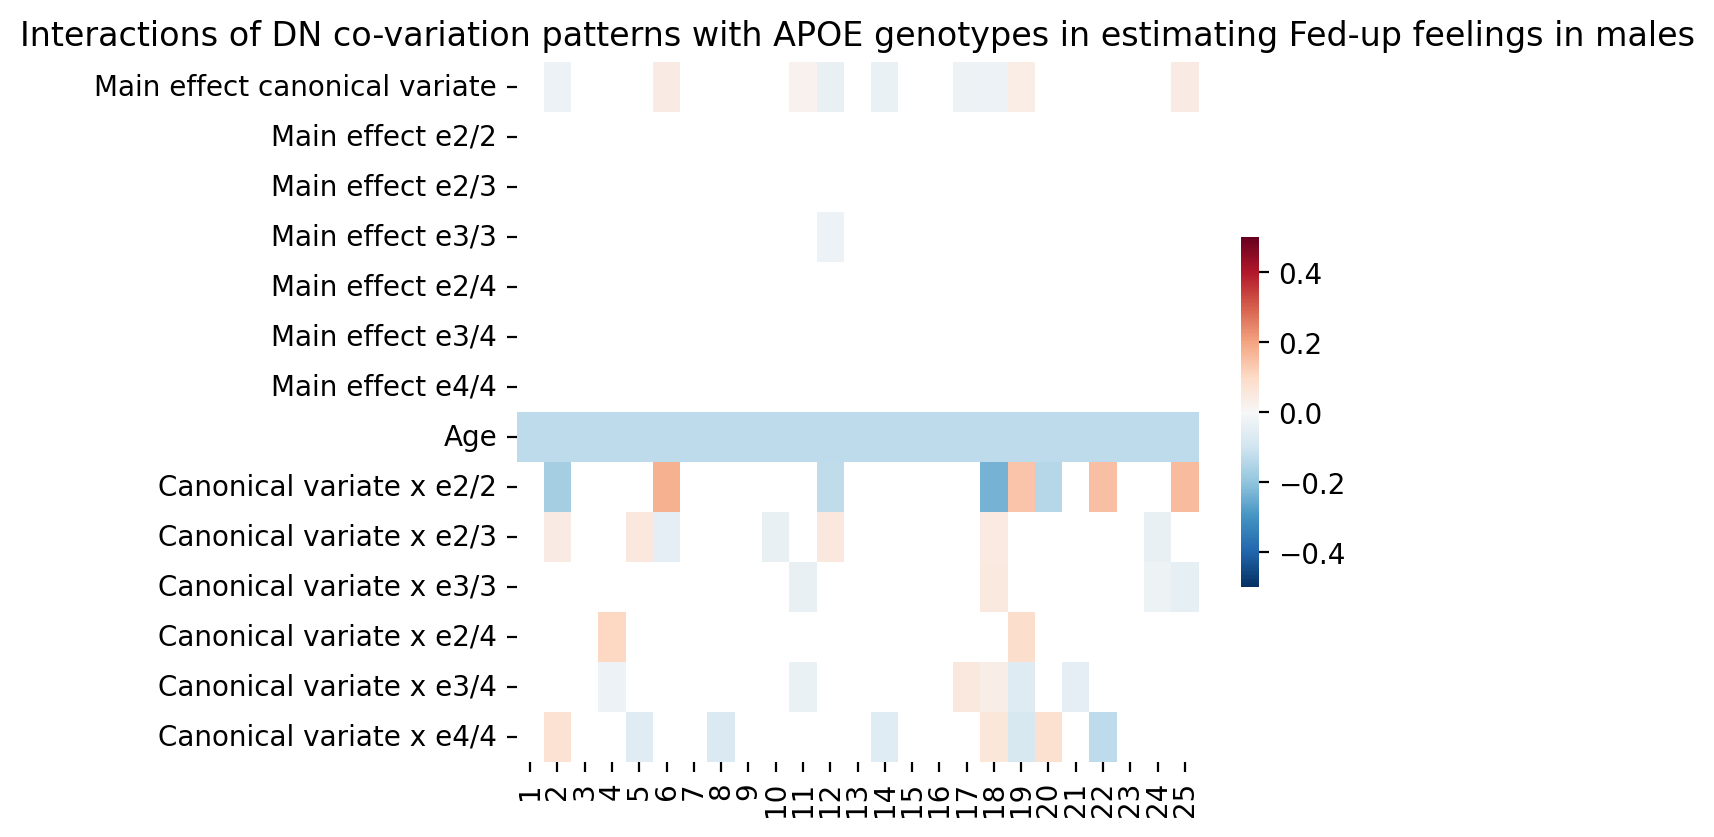 Interactions of DN co-variation patterns with APOE genotypes in estimating Fed-up feelings in males
Main effect canonical variate
Main effect e2/2
Main effect e2/3
Main effect e3/3
Main effect e2/4
Main effect e3/4
Main effect e4/4
Age
Canonical variate x e2/2
Canonical variate x e2/3
Canonical variate x e3/3
Canonical variate x e2/4
Canonical variate x e3/4
Canonical variate x e4/4
1 2 3 4 5 6 7 8 9 10 11 12 13 14 15 16 17 18 19 20 21 22 23 24 25
0.4
0.2
0.0
−0.2
−0.4